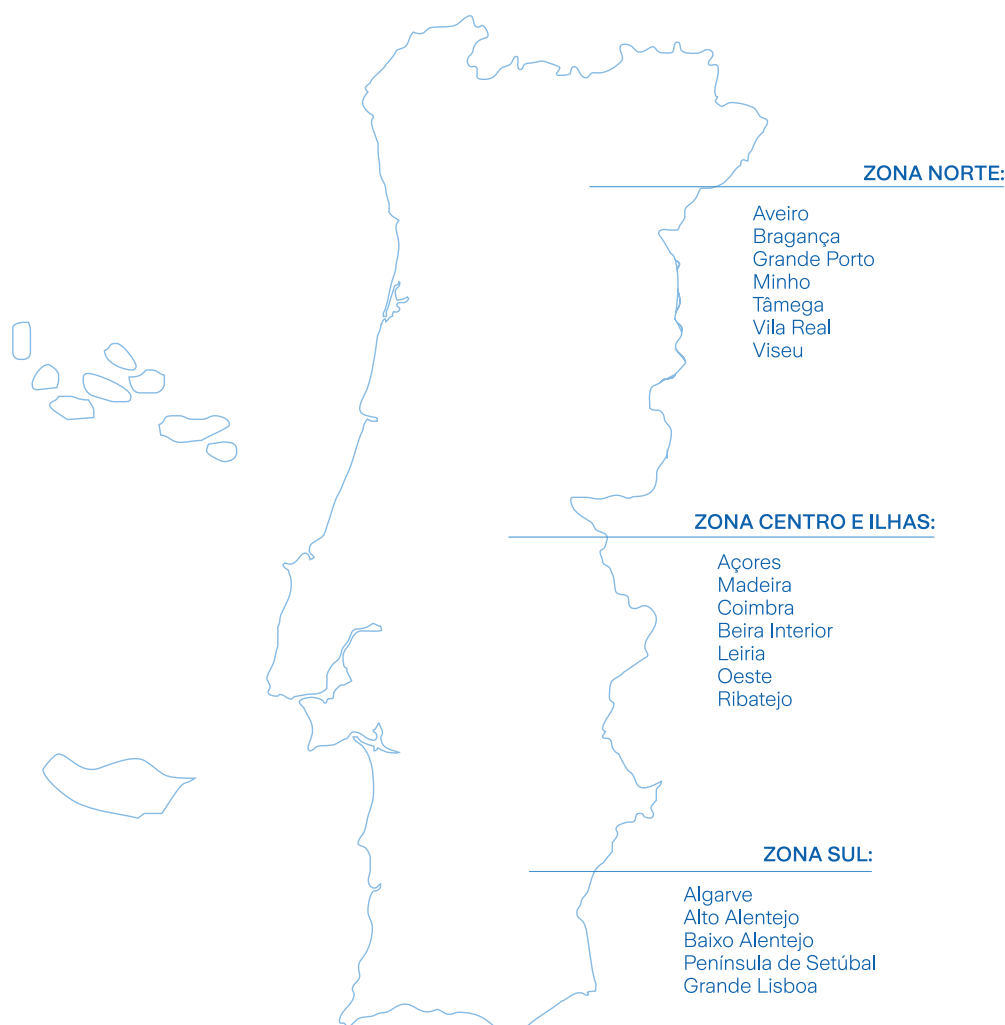 ZONA NORTE:
Aveiro
Bragança
Grande Porto
Minho
Tâmega
Vila Real
Viseu
ZONA CENTRO E ILHAS:
Açores
Madeira
Coimbra
Beira Interior
Leiria
Oeste
Ribatejo
ZONA SUL:
Algarve
Alto Alentejo
Baixo Alentejo
Península de Setúbal
Grande Lisboa